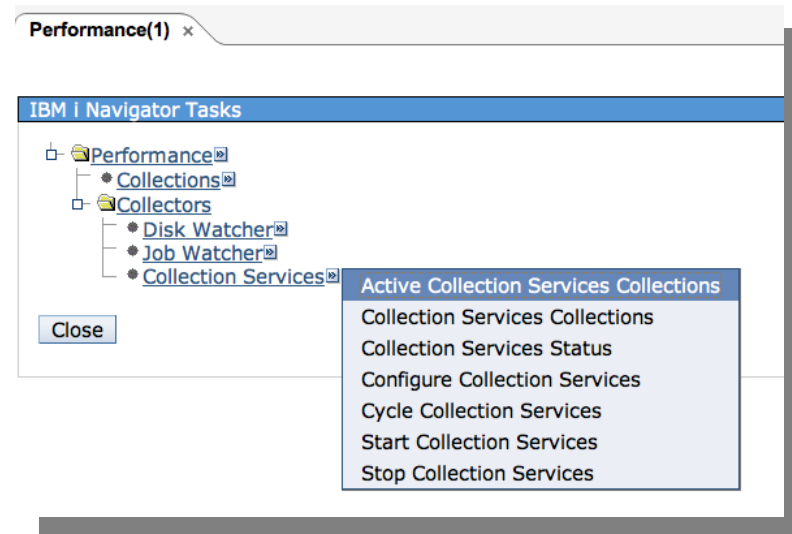 Performance(1) ×
IBM i Navigator Tasks
Performance
Collections
Collectors
Disk Watcher
Job Watcher
Collection Services
Active Collection Services Collections
Collection Services Collections
Collection Services Status
Configure Collection Services
Cycle Collection Services
Start Collection Services
Stop Collection Services
Close